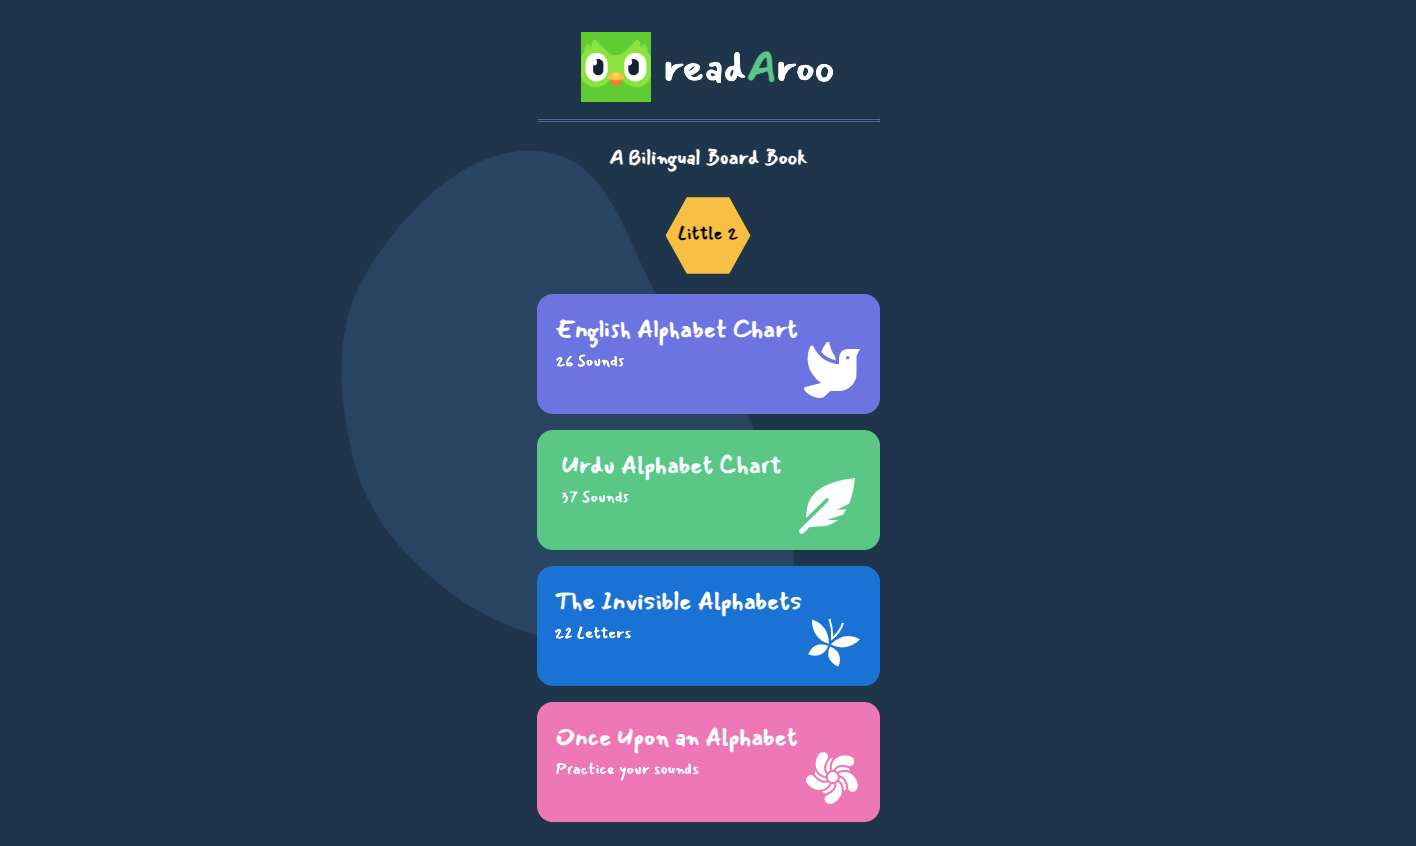 readAroo
A Bilingual Board Book
Little 2
English Alphabet Chart
26 Sounds
Urdu Alphabet Chart
37 Sounds
The Invisible Alphabets
22 Letters
Once Upon an Alphabet
Practice your sounds